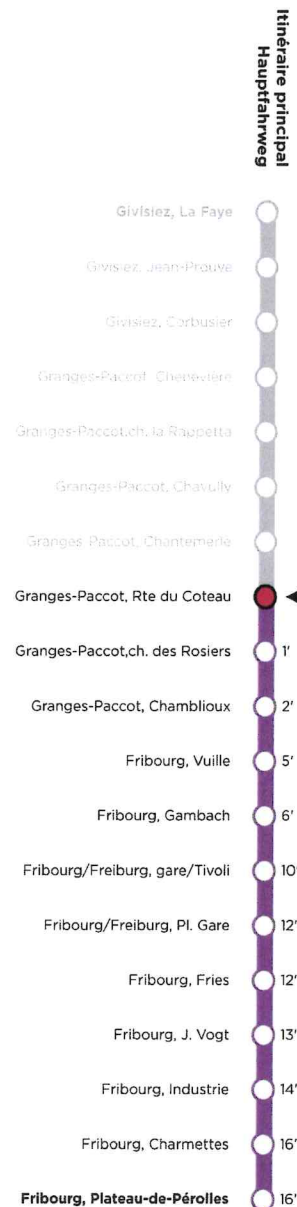 Itinéraire principal
Hauptfahrweg
Givisiez, La Faye
Givisiez, Jean-Prouvé
Givisiez, Corbusier
Granges-Paccot, Chenevière
Granges-Paccot,ch. la Rappetta
Granges-Paccot, Chavully
Granges-Paccot, Chantemerle
Granges-Paccot, Rte du Coteau
Granges-Paccot,ch. des Rosiers 1'
Granges-Paccot, Chamblioux 2'
Fribourg, Vuille 5'
Fribourg, Gambach 6'
Fribourg/Freiburg, gare/Tivoli 10'
Fribourg/Freiburg, Pl. Gare 12'
Fribourg, Fries 12'
Fribourg, J. Vogt 13'
Fribourg, Industrie 14'
Fribourg, Charmettes 16'
Fribourg, Plateau-de-Pérolles 16'